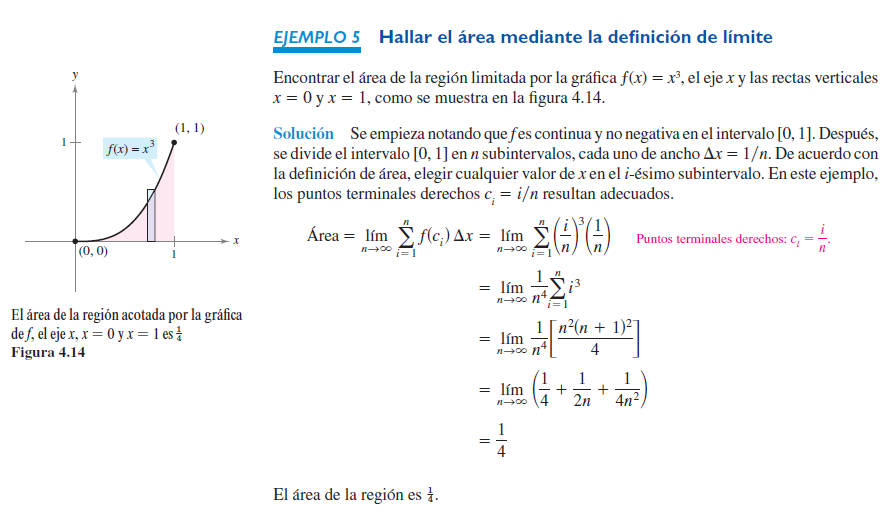 EJEMPLO 5 Hallar el área mediante la definición de límite
Encontrar el área de la región limitada por la gráfica f(x) = x³, el eje x y las rectas verticales
x = 0 y x = 1, como se muestra en la figura 4.14.
Solución Se empieza notando que f es continua y no negativa en el intervalo [0, 1]. Después,
se divide el intervalo [0, 1] en n subintervalos, cada uno de ancho Δx = 1/n. De acuerdo con
la definición de área, elegir cualquier valor de x en el i-ésimo subintervalo. En este ejemplo,
los puntos terminales derechos cᵢ = i/n resultan adecuados.
Área = lím n→∞ ∑ i=1 n f(cᵢ) Δx = lím n→∞ ∑ i=1 n (i/n)³ (1/n) Puntos terminales derechos: cᵢ = i/n.
= lím n→∞ 1/n⁴ ∑ i=1 n i³
= lím n→∞ 1/n⁴ [n²(n + 1)²/4]
= lím n→∞ (1/4 + 1/2n + 1/4n²)
= 1/4
El área de la región es 1/4.
y
1
f(x) = x³
(1, 1)
(0, 0)
1
x
El área de la región acotada por la gráfica
de f, el eje x, x = 0 y x = 1 es 1/4
Figura 4.14